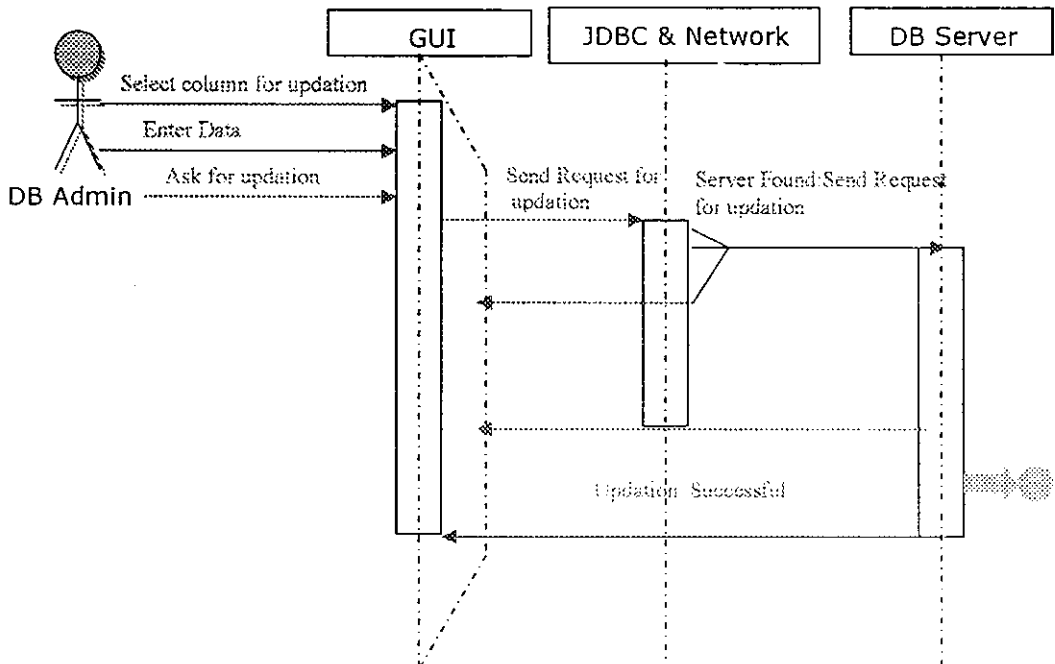 GUI
JDBC & Network
DB Server
Select column for updation
Enter Data
Ask for updation
DB Admin
Send Request for
updation
Server Found:Send Request
for updation
Updation Successful